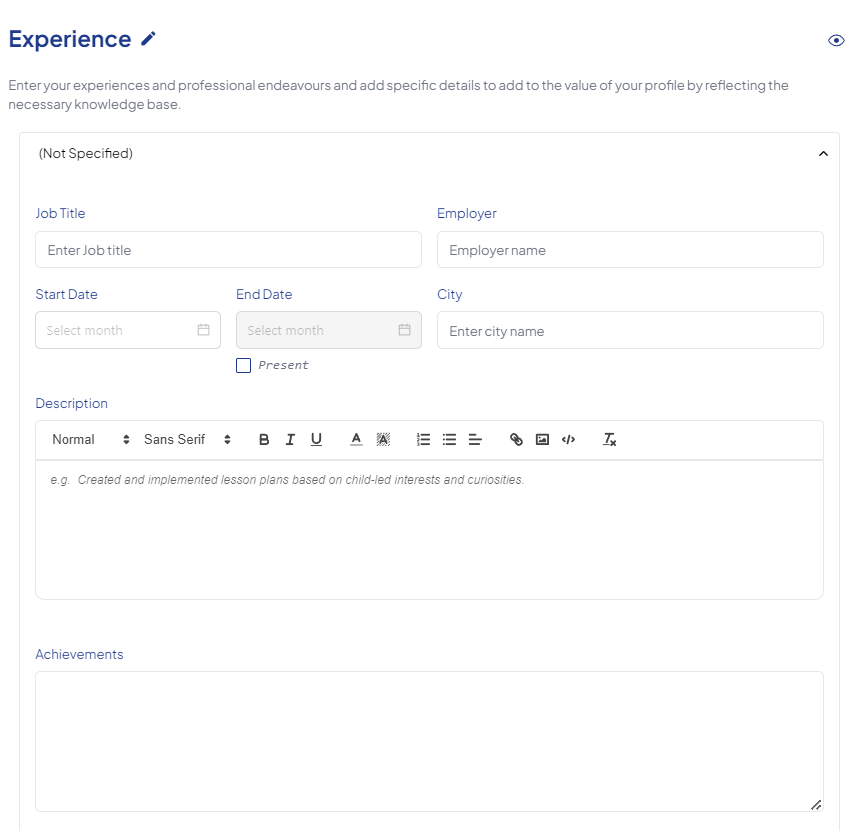 Experience
Enter your experiences and professional endeavours and add specific details to add to the value of your profile by reflecting the
necessary knowledge base.
(Not Specified)
Job Title
Employer
Enter Job title
Employer name
Start Date
End Date
City
Select month
Select month
Enter city name
Present
Description
Normal
Sans Serif
e.g. Created and implemented lesson plans based on child-led interests and curiosities.
Achievements